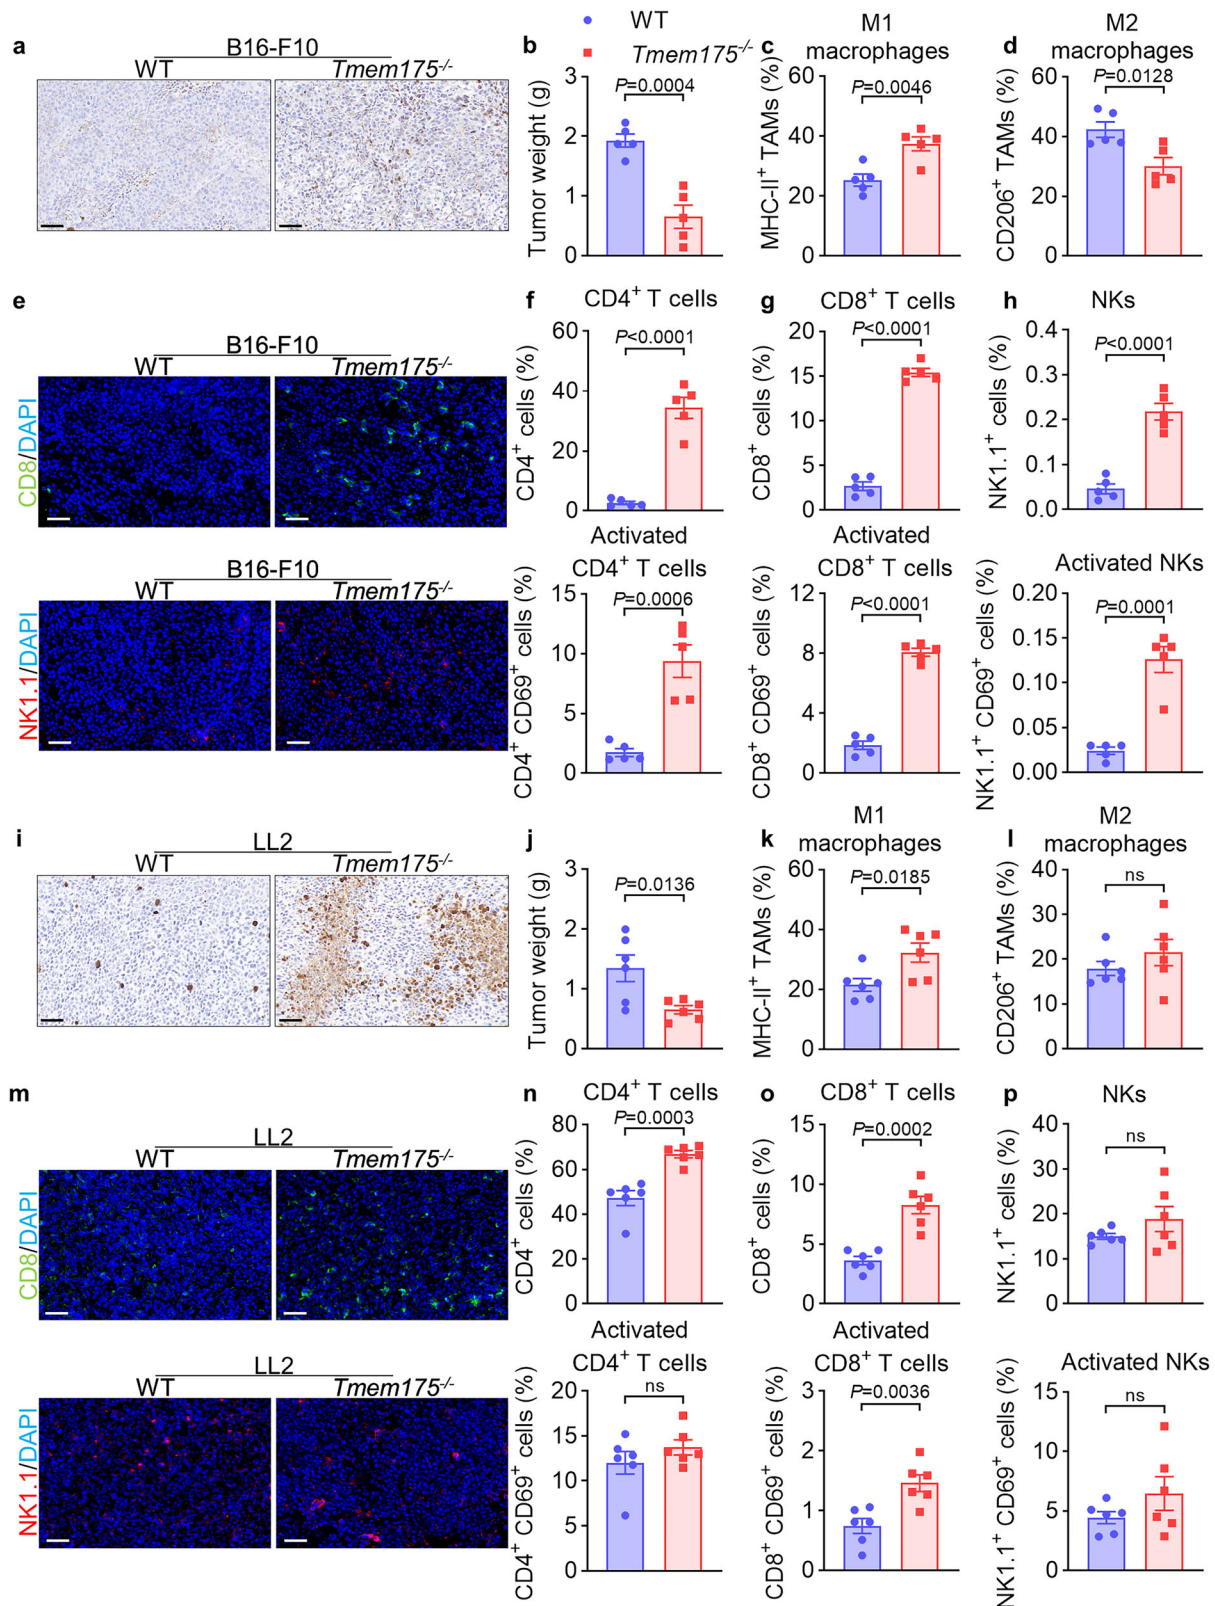 WT
Tmem175-/-
a
B16-F10
WT
Tmem175-/-
b
Tumor weight (g)
3
2
1
0
P=0.0004
c
M1
macrophages
MHC-II+ TAMs (%)
60
40
20
0
P=0.0046
d
M2
macrophages
CD206+ TAMs (%)
60
40
20
0
P=0.0128
e
B16-F10
WT
Tmem175-/-
CD8/DAPI
B16-F10
WT
Tmem175-/-
NK1.1/DAPI
f
CD4+ T cells
CD4+ cells (%)
60
40
20
0
P<0.0001
Activated
CD4+ T cells
CD4+ CD69+ cells (%)
15
10
5
0
P=0.0006
g
CD8+ T cells
CD8+ cells (%)
20
15
10
5
0
P<0.0001
Activated
CD8+ T cells
CD8+ CD69+ cells (%)
12
8
4
0
P<0.0001
h
NKs
NK1.1+ cells (%)
0.4
0.3
0.2
0.1
0.0
P<0.0001
Activated NKs
NK1.1+ CD69+ cells (%)
0.20
0.15
0.10
0.05
0.00
P=0.0001
i
LL2
WT
Tmem175-/-
j
Tumor weight (g)
3
2
1
0
P=0.0136
k
M1
macrophages
MHC-II+ TAMs (%)
60
40
20
0
P=0.0185
l
M2
macrophages
CD206+ TAMs (%)
40
30
20
10
0
ns
m
LL2
WT
Tmem175-/-
CD8/DAPI
LL2
WT
Tmem175-/-
NK1.1/DAPI
n
CD4+ T cells
CD4+ cells (%)
80
60
40
20
0
P=0.0003
Activated
CD4+ T cells
CD4+ CD69+ cells (%)
20
15
10
5
0
ns
o
CD8+ T cells
CD8+ cells (%)
15
10
5
0
P=0.0002
Activated
CD8+ T cells
CD8+ CD69+ cells (%)
3
2
1
0
P=0.0036
p
NKs
NK1.1+ cells (%)
40
30
20
10
0
ns
Activated NKs
NK1.1+ CD69+ cells (%)
15
10
5
0
ns